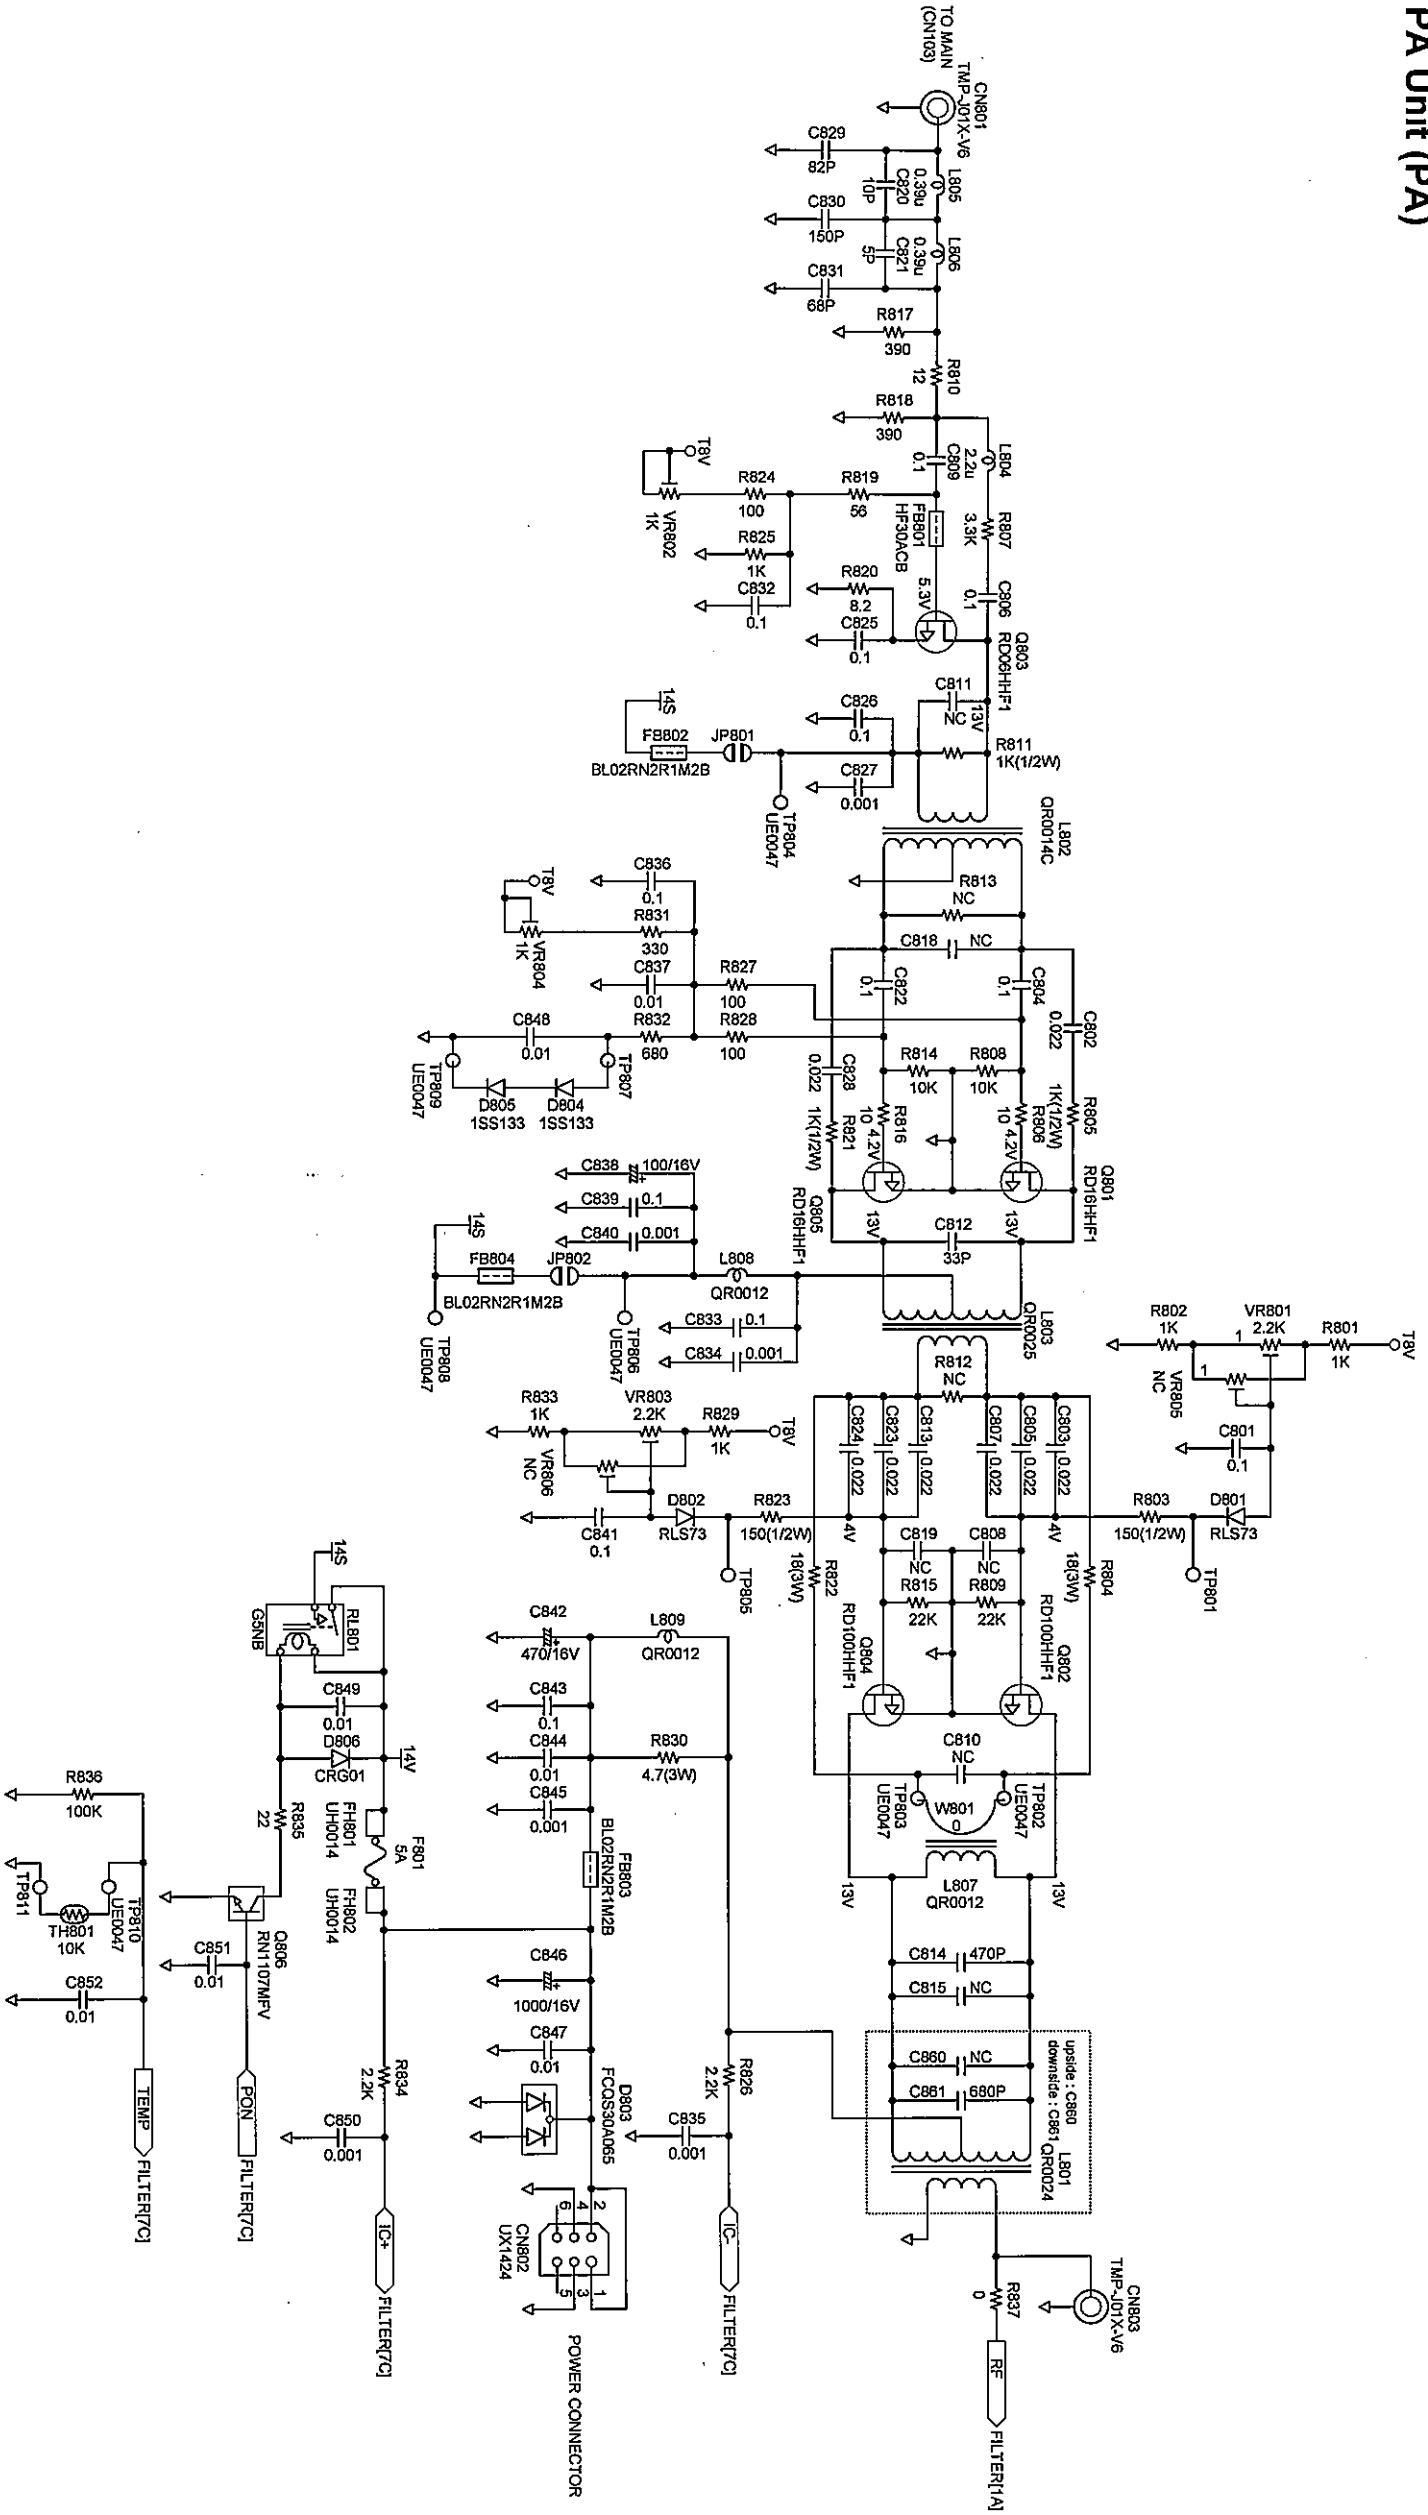 PA Unit (PA)
TO MAIN
(CN103)
CN801
TMP-J01X-V6
C829
82P
L805
0.39u
C820
10P
C830
150P
L806
0.39u
C821
5P
C831
68P
R817
390
R810
12
R818
390
L804
2.2u
C809
0.1
R807
3.3K
T8V
VR802
1K
R824
100
R819
56
FB801
HF30ACB
R825
1K
C832
0.1
R820
8.2
5.3V
C806
0.1
C825
0.1
Q803
RD06HHF1
C811
NC
13V
C826
0.1
14S
FB802
BL02RN2R1M2B
JP801
R811
1K(1/2W)
C827
0.001
TP804
UE0047
L802
QR0014C
C836
0.1
T8V
VR804
1K
R831
330
R813
NC
C818
NC
C837
0.01
R827
100
C822
0.1
C804
0.1
C802
0.022
C848
0.01
R832
680
R828
100
TP809
UE0047
TP807
D805
1SS133
D804
1SS133
C828
0.022
R814
10K
R808
10K
R821
1K(1/2W)
R816
10
4.2V
R806
10
4.2V
R805
1K(1/2W)
Q801
RD16HHF1
Q805
RD16HHF1
C838
100/16V
C839
0.1
C840
0.001
14S
FB804
BL02RN2R1M2B
JP802
L808
QR0012
13V
C812
33P
13V
TP808
UE0047
TP806
UE0047
C833
0.1
C834
0.001
L803
QR0025
R802
1K
VR801
2.2K
R801
1K
T8V
1
1
VR805
NC
C801
0.1
R812
NC
R833
1K
VR803
2.2K
R829
1K
T8V
VR806
NC
C824
0.022
C823
0.022
C813
0.022
C807
0.022
C805
0.022
C803
0.022
C841
0.1
D802
RLS73
R823
150(1/2W)
4V
4V
R803
150(1/2W)
D801
RLS73
TP805
TP801
C819
NC
C808
NC
R822
18(3W)
R804
18(3W)
R815
22K
R809
22K
14S
RL801
G5NB
C842
470/16V
L809
QR0012
Q804
RD100HHF1
Q802
RD100HHF1
C849
0.01
D806
CRG01
14V
C843
0.1
C844
0.01
C845
0.001
R830
4.7(3W)
C810
NC
TP803
UE0047
W801
0
TP802
UE0047
R836
100K
R835
22
FH801
UH0014
F801
5A
FH802
UH0014
FB803
BL02RN2R1M2B
13V
L807
QR0012
13V
TP811
TP810
UE0047
TH801
10K
Q806
RN1107MFV
C851
0.01
C852
0.01
C846
1000/16V
C814
470P
C815
NC
C847
0.01
C860
NC
C861
680P
upside : C860
downside : C861
L801
QR0024
R834
2.2K
R826
2.2K
D803
FCQS30A065
C850
0.001
C835
0.001
TEMP
FILTER[7C]
PON
FILTER[7C]
IC+
FILTER[7C]
IC-
FILTER[7C]
6
4
2
5
3
1
CN802
UX1424
POWER CONNECTOR
R837
0
CN803
TMP-J01X-V6
RF
FILTER[1A]